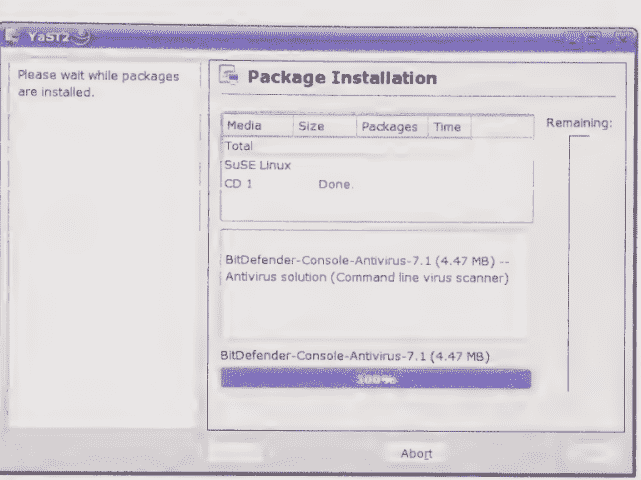 YaST2
Please wait while packages
are installed.
Package Installation
Media Size Packages Time
Remaining:
Total
SuSE Linux
CD 1 Done.
BitDefender-Console-Antivirus-7.1 (4.47 MB) --
Antivirus solution (Command line virus scanner)
BitDefender-Console-Antivirus-7.1 (4.47 MB)
100%
Abort